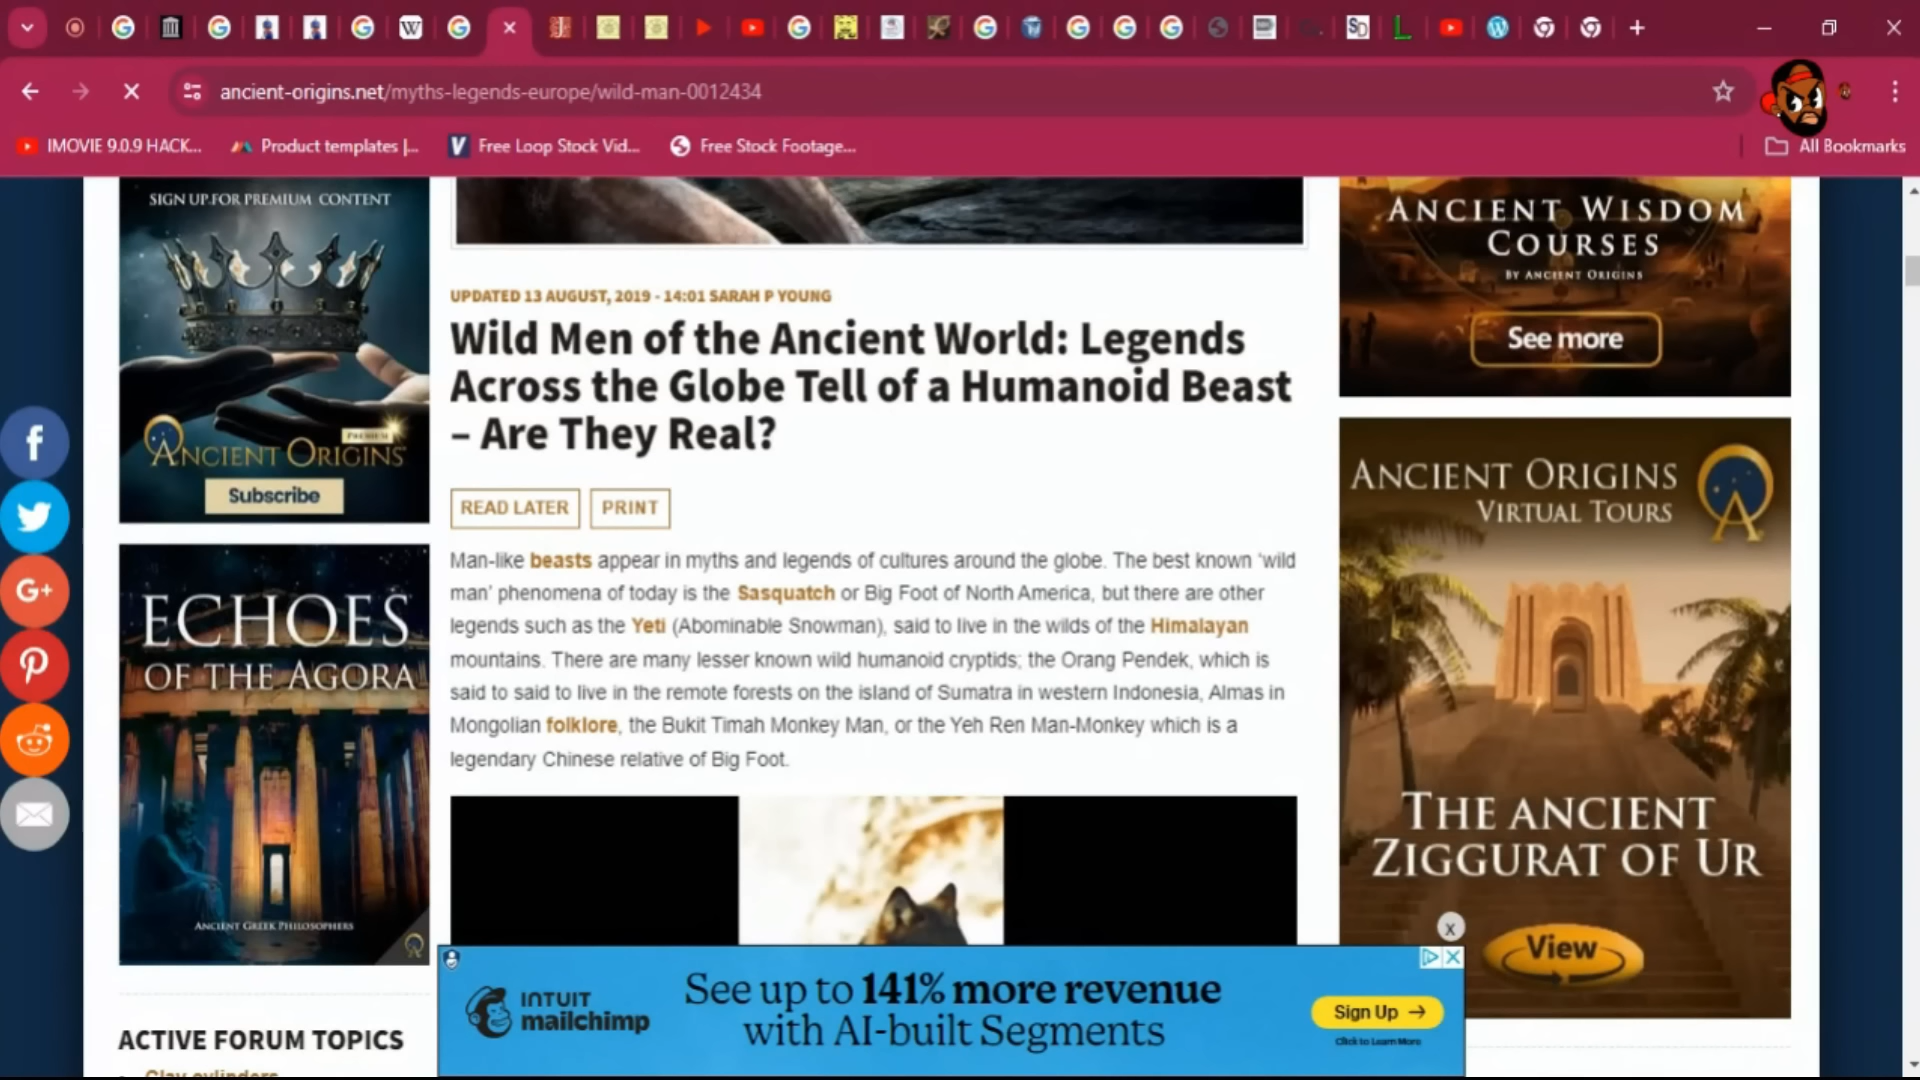 ancient-origins.net/myths-legends-europe/wild-man-0012434
IMOVIE 9.0.9 HACK...
Product templates |...
Free Loop Stock Vid...
Free Stock Footage...
All Bookmarks
SIGN UP FOR PREMIUM CONTENT
PREMIUM
ANCIENT ORIGINS
Subscribe
ECHOES
OF THE AGORA
ANCIENT GREEK PHILOSOPHERS
ACTIVE FORUM TOPICS
Clay cylinders
UPDATED 13 AUGUST, 2019 - 14:01 SARAH P YOUNG
Wild Men of the Ancient World: Legends
Across the Globe Tell of a Humanoid Beast
– Are They Real?
READ LATER
PRINT
Man-like beasts appear in myths and legends of cultures around the globe. The best known ‘wild
man’ phenomena of today is the Sasquatch or Big Foot of North America, but there are other
legends such as the Yeti (Abominable Snowman), said to live in the wilds of the Himalayan
mountains. There are many lesser known wild humanoid cryptids; the Orang Pendek, which is
said to said to live in the remote forests on the island of Sumatra in western Indonesia, Almas in
Mongolian folklore, the Bukit Timah Monkey Man, or the Yeh Ren Man-Monkey which is a
legendary Chinese relative of Big Foot.
INTUIT
mailchimp
See up to 141% more revenue
with AI-built Segments
Sign Up →
Click to Learn More
ANCIENT WISDOM
COURSES
BY ANCIENT ORIGINS
See more
ANCIENT ORIGINS
VIRTUAL TOURS
THE ANCIENT
ZIGGURAT OF UR
View